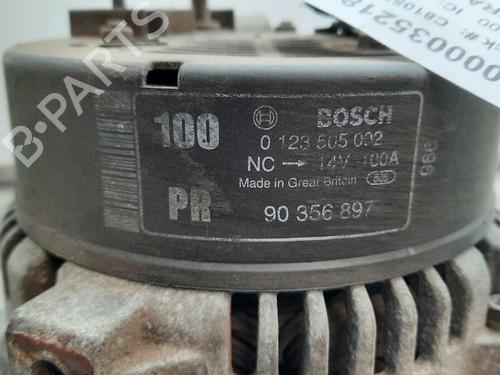 100
BOSCH
0 123 505 002
NC → 14V 100A
Made in Great Britain
PR
90 356 897
B-PARTS